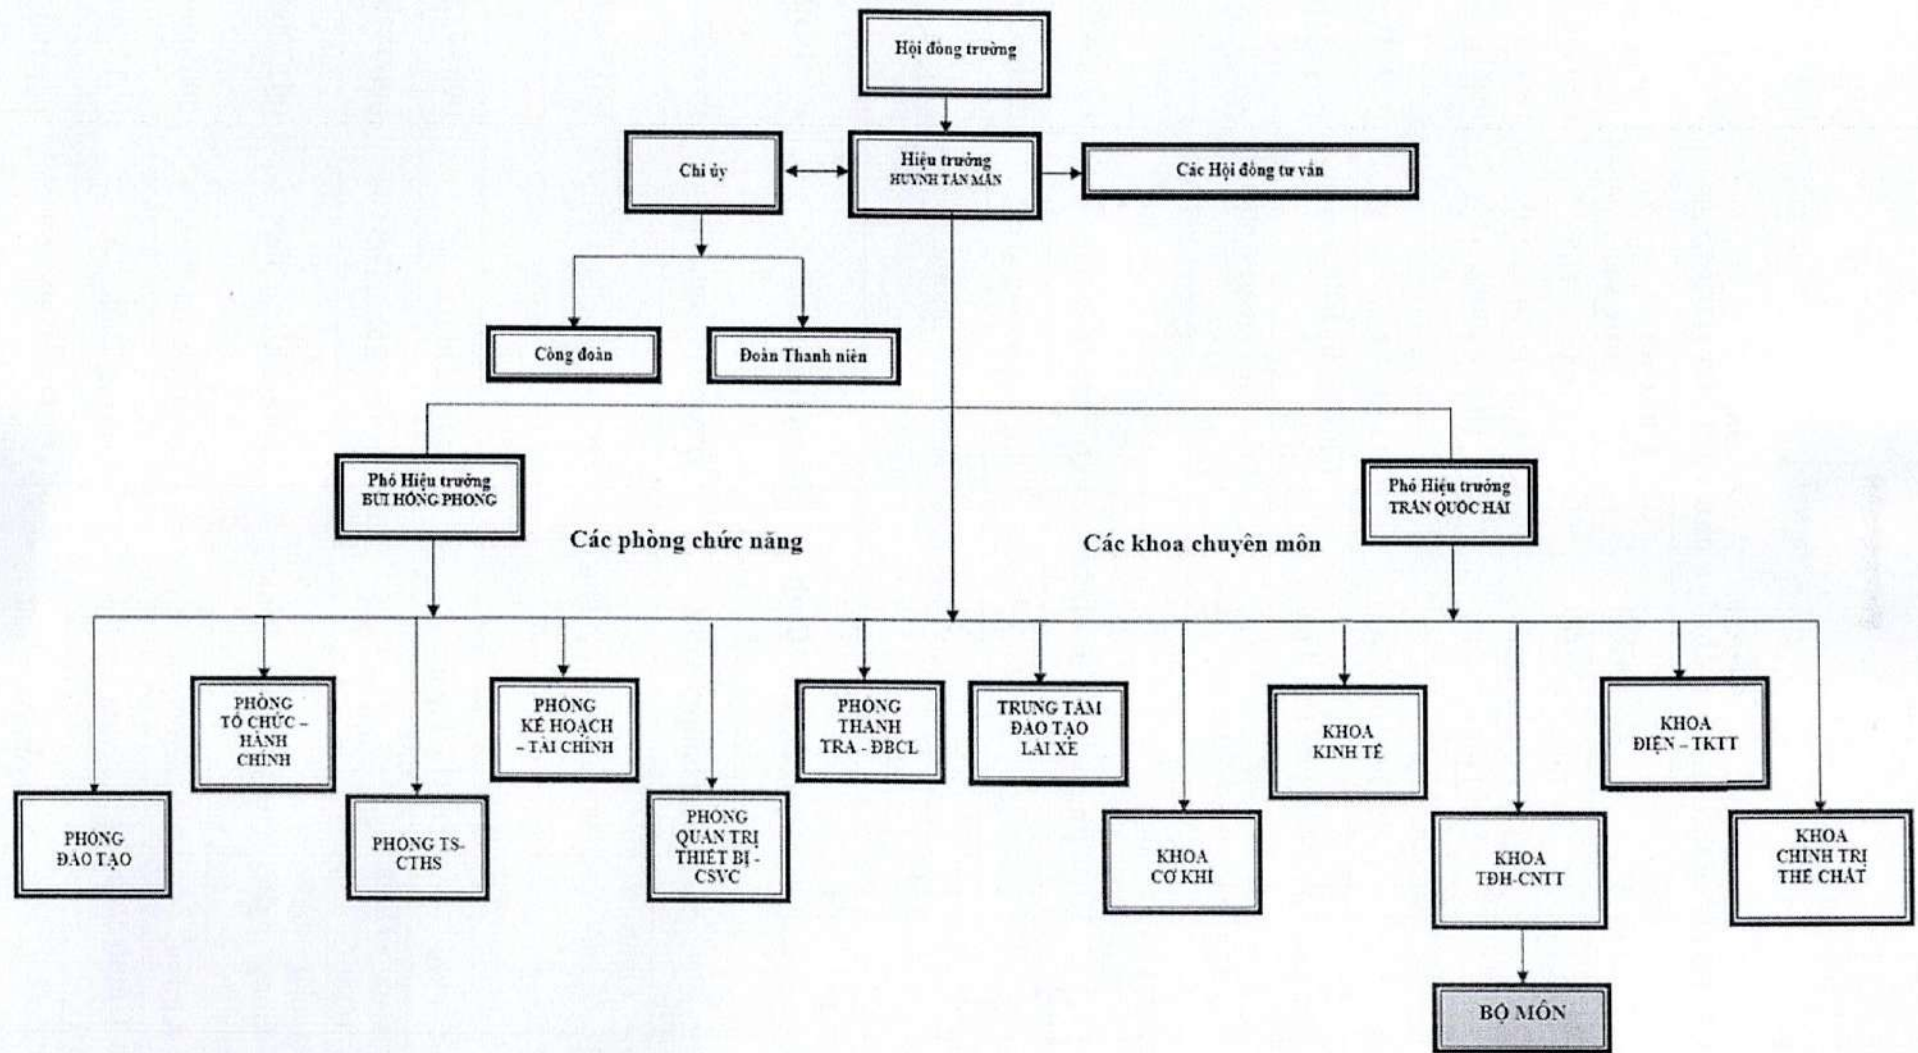 Hội đồng trường
Chi ủy
Hiệu trưởng
HUỲNH TẤN MẪN
Các Hội đồng tư vấn
Công đoàn
Đoàn Thanh niên
Phó Hiệu trưởng
BÙI HỒNG PHONG
Phó Hiệu trưởng
TRẦN QUỐC HẢI
Các phòng chức năng
Các khoa chuyên môn
PHÒNG
TỔ CHỨC –
HÀNH
CHÍNH
PHÒNG
KẾ HOẠCH
– TÀI CHÍNH
PHÒNG
THANH
TRA - ĐBCL
TRUNG TÂM
ĐÀO TẠO
LÁI XE
KHOA
KINH TẾ
KHOA
ĐIỆN – TKTT
PHÒNG
ĐÀO TẠO
PHÒNG TS-
CTHS
PHÒNG
QUẢN TRỊ
THIẾT BỊ -
CSVC
KHOA
CƠ KHÍ
KHOA
TĐH-CNTT
KHOA
CHÍNH TRỊ
THỂ CHẤT
BỘ MÔN